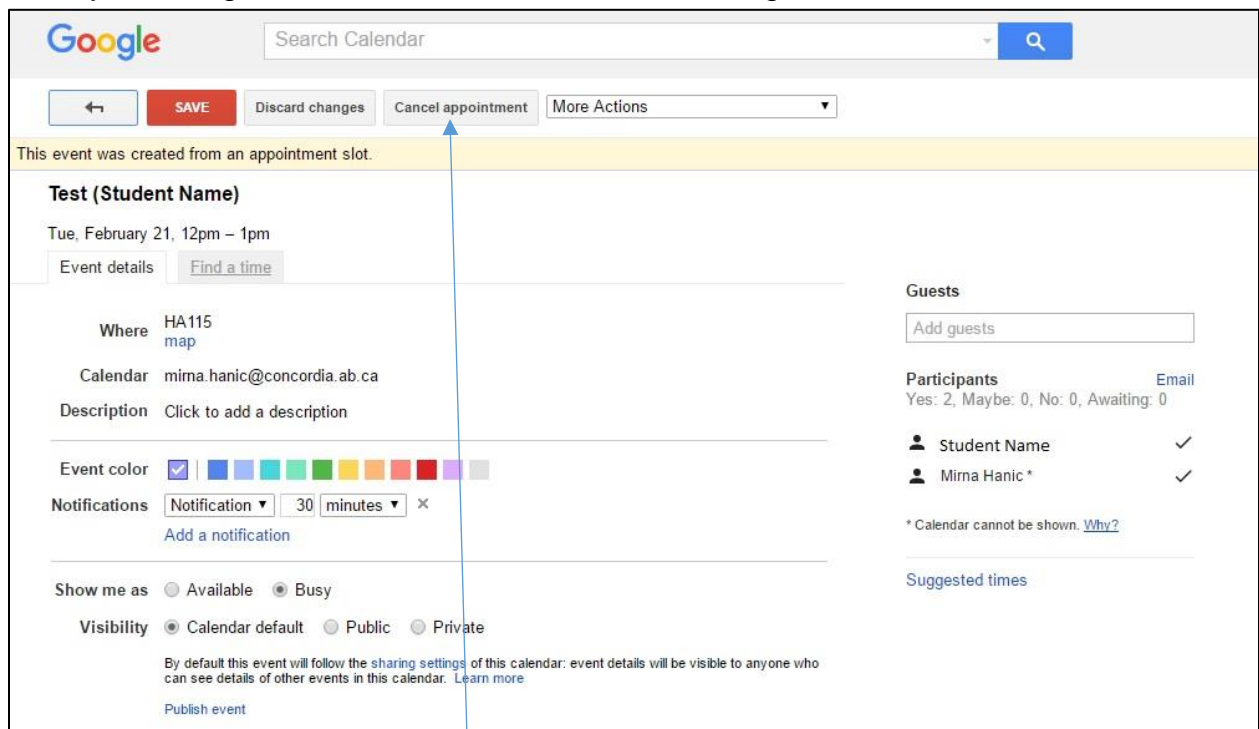 Google
Search Calendar
SAVE Discard changes Cancel appointment More Actions
This event was created from an appointment slot.
Test (Student Name)
Tue, February 21, 12pm – 1pm
Event details Find a time
Where HA115
map
Calendar mirna.hanic@concordia.ab.ca
Description Click to add a description
Event color
Notifications Notification 30 minutes ×
Add a notification
Show me as Available Busy
Visibility Calendar default Public Private
By default this event will follow the sharing settings of this calendar: event details will be visible to anyone who
can see details of other events in this calendar. Learn more
Publish event
Guests
Add guests
Participants Email
Yes: 2, Maybe: 0, No: 0, Awaiting: 0
Student Name
Mirna Hanic *
* Calendar cannot be shown. Why?
Suggested times